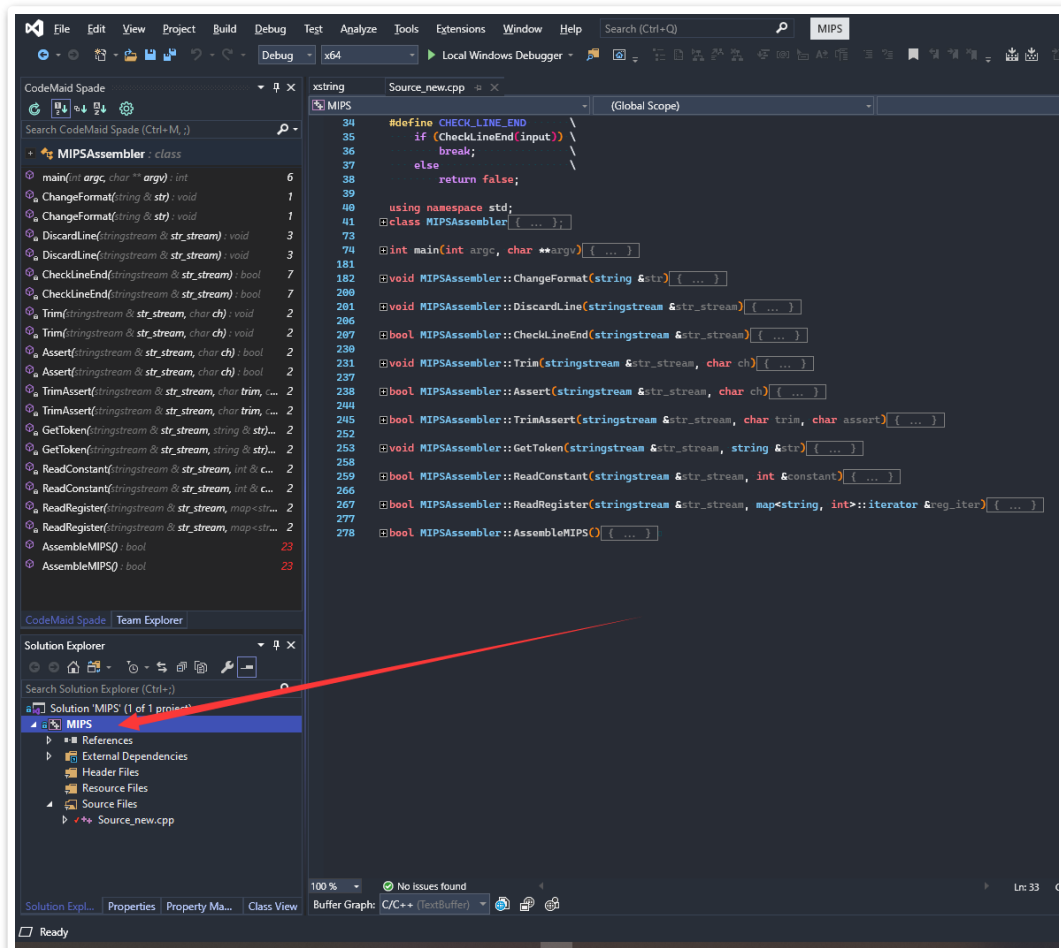 File Edit View Project Build Debug Test Analyze Tools Extensions Window Help Search (Ctrl+Q) MIPS
Debug x64 Local Windows Debugger
CodeMaid Spade
Search CodeMaid Spade (Ctrl+M, ;)
MIPSAssembler : class
main(int argc, char ** argv) : int 6
ChangeFormat(string & str) : void 1
ChangeFormat(string & str) : void 1
DiscardLine(stringstream & str_stream) : void 3
DiscardLine(stringstream & str_stream) : void 3
CheckLineEnd(stringstream & str_stream) : bool 7
CheckLineEnd(stringstream & str_stream) : bool 7
Trim(stringstream & str_stream, char ch) : void 2
Trim(stringstream & str_stream, char ch) : void 2
Assert(stringstream & str_stream, char ch) : bool 2
Assert(stringstream & str_stream, char ch) : bool 2
TrimAssert(stringstream & str_stream, char trim, c... 2
TrimAssert(stringstream & str_stream, char trim, c... 2
GetToken(stringstream & str_stream, string & str)... 2
GetToken(stringstream & str_stream, string & str)... 2
ReadConstant(stringstream & str_stream, int & c... 2
ReadConstant(stringstream & str_stream, int & c... 2
ReadRegister(stringstream & str_stream, map<str... 2
ReadRegister(stringstream & str_stream, map<str... 2
AssembleMIPS() : bool 23
AssembleMIPS() : bool 23
CodeMaid Spade Team Explorer
Solution Explorer
Search Solution Explorer (Ctrl+;)
Solution 'MIPS' (1 of 1 project)
MIPS
References
External Dependencies
Header Files
Resource Files
Source Files
Source_new.cpp
Solution Expl... Properties Property Ma... Class View
xstring Source_new.cpp
MIPS (Global Scope)
34 #define CHECK_LINE_END \
35 if (CheckLineEnd(input)) \
36 break; \
37 else \
38 return false;
39
40 using namespace std;
41 class MIPSAssembler { ... };
73
74 int main(int argc, char **argv) { ... }
181
182 void MIPSAssembler::ChangeFormat(string &str) { ... }
200
201 void MIPSAssembler::DiscardLine(stringstream &str_stream) { ... }
206
207 bool MIPSAssembler::CheckLineEnd(stringstream &str_stream) { ... }
230
231 void MIPSAssembler::Trim(stringstream &str_stream, char ch) { ... }
237
238 bool MIPSAssembler::Assert(stringstream &str_stream, char ch) { ... }
244
245 bool MIPSAssembler::TrimAssert(stringstream &str_stream, char trim, char assert) { ... }
252
253 void MIPSAssembler::GetToken(stringstream &str_stream, string &str) { ... }
258
259 bool MIPSAssembler::ReadConstant(stringstream &str_stream, int &constant) { ... }
266
267 bool MIPSAssembler::ReadRegister(stringstream &str_stream, map<string, int>::iterator &reg_iter) { ... }
277
278 bool MIPSAssembler::AssembleMIPS() { ... }
100 % No issues found Ln: 33
Buffer Graph: C/C++ (TextBuffer)
Ready